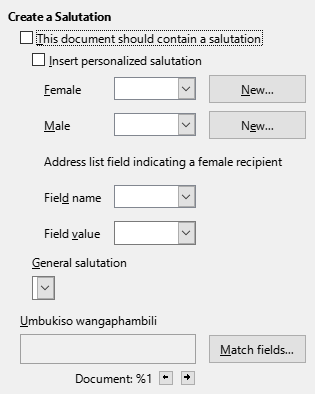 Create a Salutation
This document should contain a salutation
Insert personalized salutation
Female New...
Male New...
Address list field indicating a female recipient
Field name
Field value
General salutation
Umbukiso wangaphambili
Match fields...
Document: %1